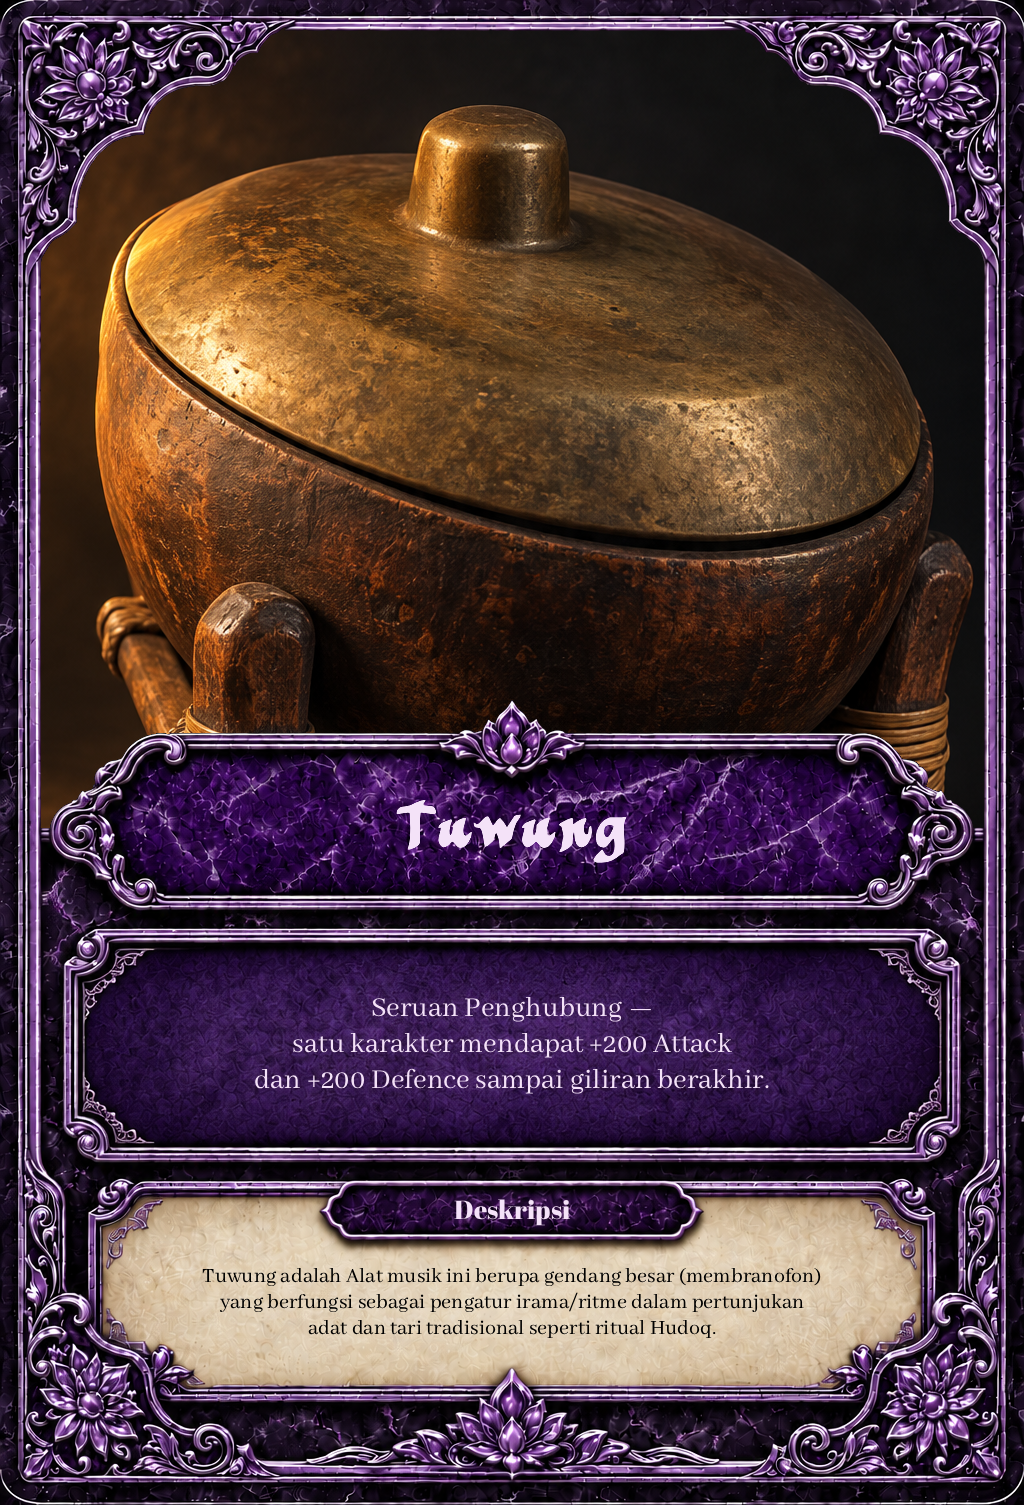 Tuwung
Seruan Penghubung —
satu karakter mendapat +200 Attack
dan +200 Defence sampai giliran berakhir.
Deskripsi
Tuwung adalah Alat musik ini berupa gendang besar (membranofon)
yang berfungsi sebagai pengatur irama/ritme dalam pertunjukan
adat dan tari tradisional seperti ritual Hudoq.